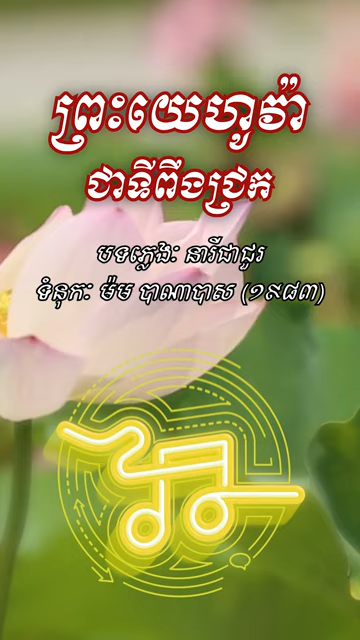 ព្រះយេហូវ៉ា
ជាទីពឹងជ្រក
បទភ្លេង: នារីជាជួរ
ទំនុក: ម៉ម បាណាបាស (១៩៨៣)